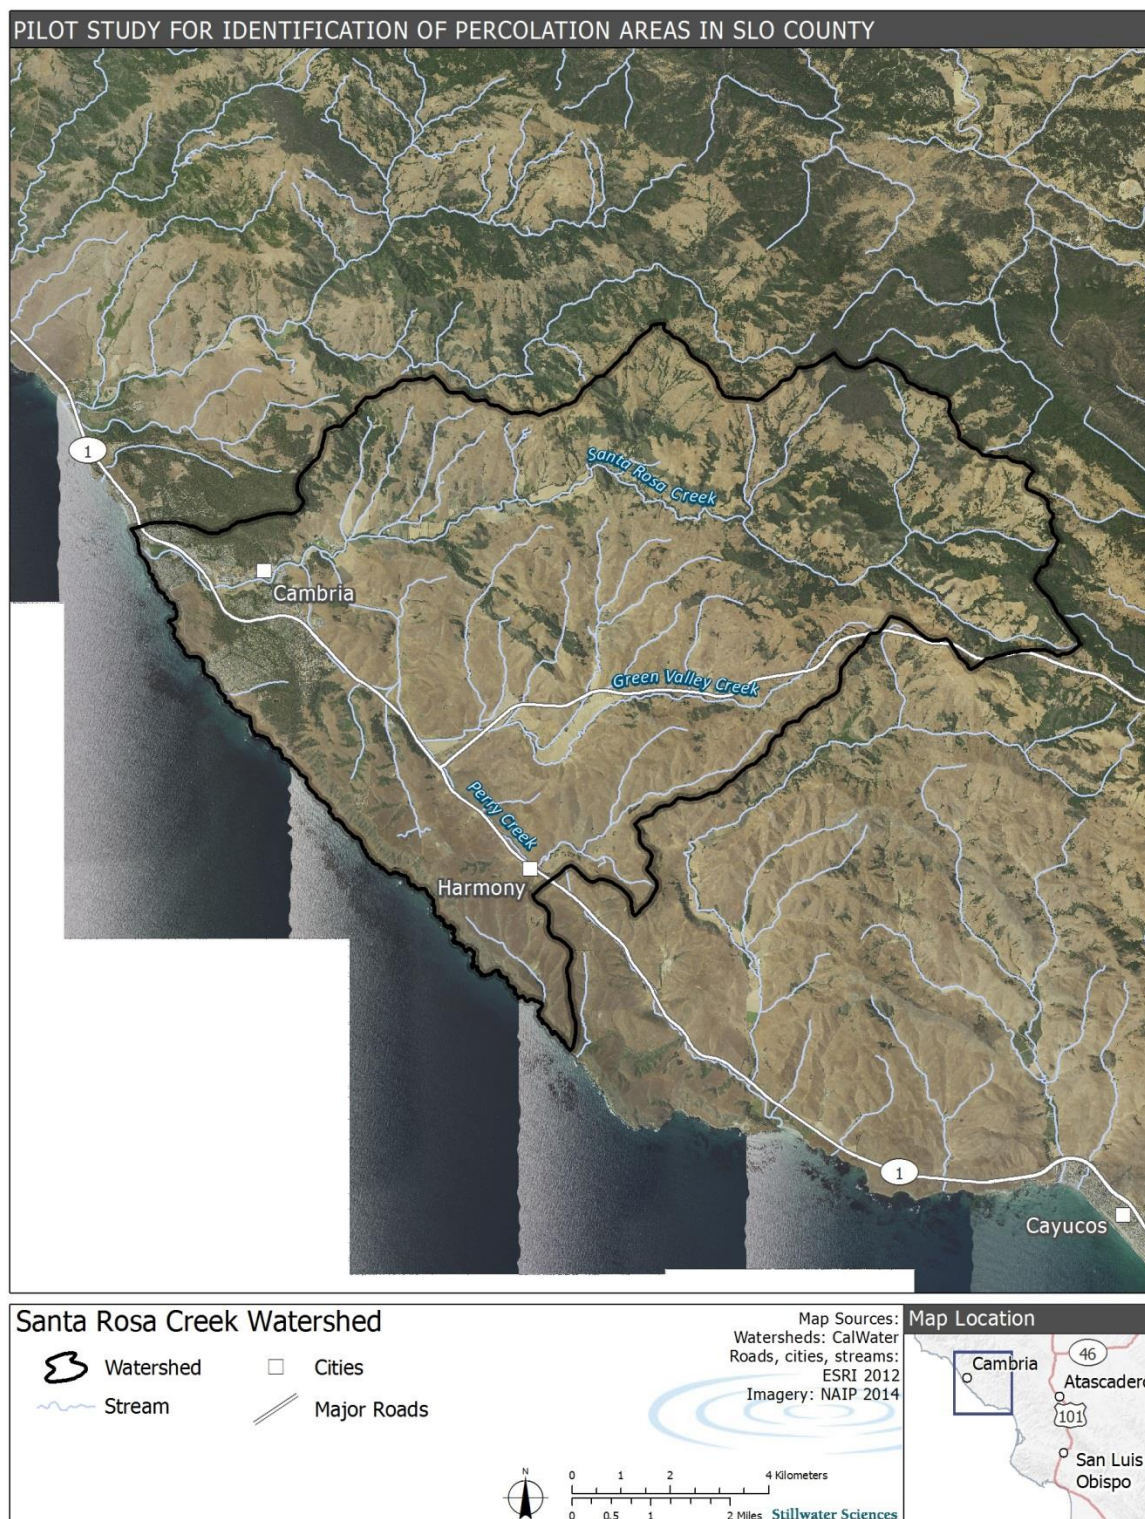 PILOT STUDY FOR IDENTIFICATION OF PERCOLATION AREAS IN SLO COUNTY
1
Santa Rosa Creek
Cambria
Green Valley Creek
Perry Creek
Harmony
1
Cayucos
Santa Rosa Creek Watershed
Watershed
Cities
Stream
Major Roads
Map Sources:
Watersheds: CalWater
Roads, cities, streams:
ESRI 2012
Imagery: NAIP 2014
N
0 1 2 4 Kilometers
0 0.5 1 2 Miles
Stillwater Sciences
Map Location
46
Cambria
Atascadero
101
San Luis
Obispo